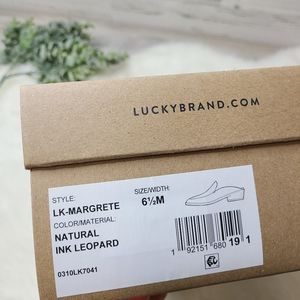 LUCKYBRAND.COM
STYLE:
LK-MARGRETE
SIZE/WIDTH:
6½M
COLOR/MATERIAL:
NATURAL
INK LEOPARD
0310LK7041
1 92151 680 19 1